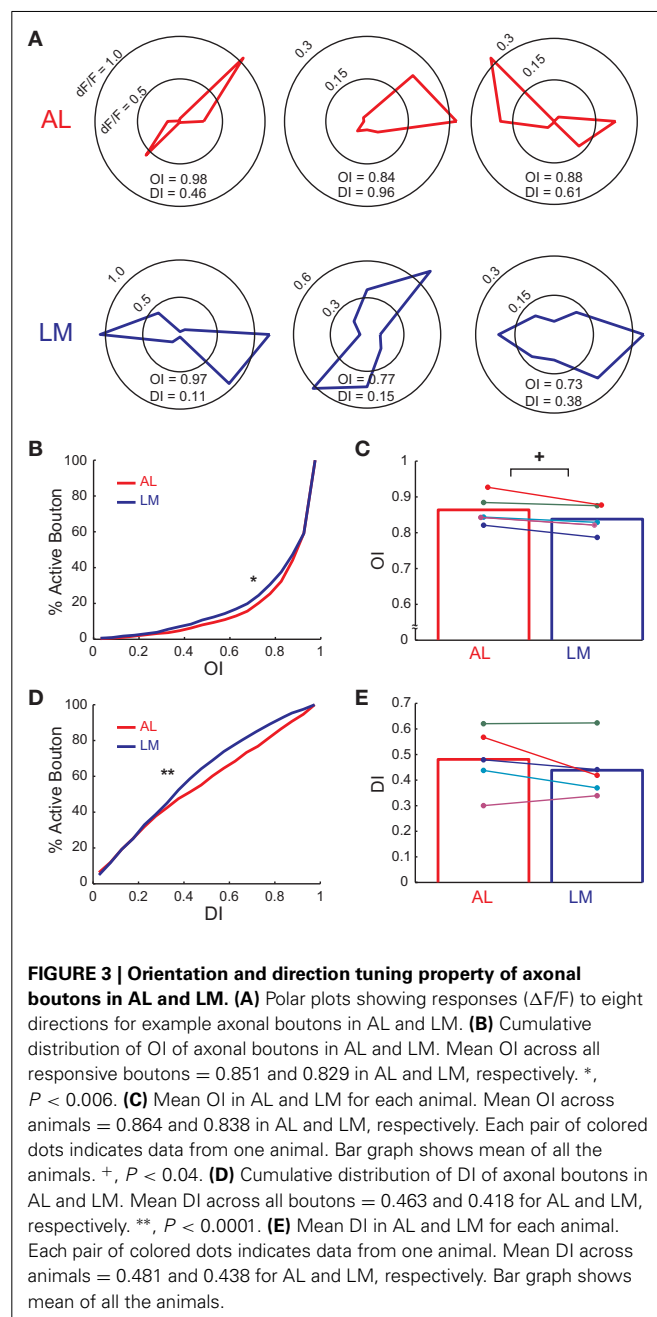 A
AL
dF/F = 1.0
dF/F = 0.5
OI = 0.98
DI = 0.46
0.3
0.15
OI = 0.84
DI = 0.96
0.3
0.15
OI = 0.88
DI = 0.61
LM
1.0
0.5
OI = 0.97
DI = 0.11
0.6
0.3
OI = 0.77
DI = 0.15
0.3
0.15
OI = 0.73
DI = 0.38
B
% Active Bouton
100
80
60
40
20
0
AL
LM
*
0 0.2 0.4 0.6 0.8 1
OI
C
OI
1
0.9
0.8
0.7
0.6
0
+
AL LM
D
% Active Bouton
100
80
60
40
20
0
AL
LM
**
0 0.2 0.4 0.6 0.8 1
DI
E
DI
0.7
0.6
0.5
0.4
0.3
0.2
0.1
0
AL LM
FIGURE 3 | Orientation and direction tuning property of axonal
boutons in AL and LM. (A) Polar plots showing responses (ΔF/F) to eight
directions for example axonal boutons in AL and LM. (B) Cumulative
distribution of OI of axonal boutons in AL and LM. Mean OI across all
responsive boutons = 0.851 and 0.829 in AL and LM, respectively. *,
P < 0.006. (C) Mean OI in AL and LM for each animal. Mean OI across
animals = 0.864 and 0.838 in AL and LM, respectively. Each pair of colored
dots indicates data from one animal. Bar graph shows mean of all the
animals. +, P < 0.04. (D) Cumulative distribution of DI of axonal boutons in
AL and LM. Mean DI across all boutons = 0.463 and 0.418 for AL and LM,
respectively. **, P < 0.0001. (E) Mean DI in AL and LM for each animal.
Each pair of colored dots indicates data from one animal. Mean DI across
animals = 0.481 and 0.438 for AL and LM, respectively. Bar graph shows
mean of all the animals.